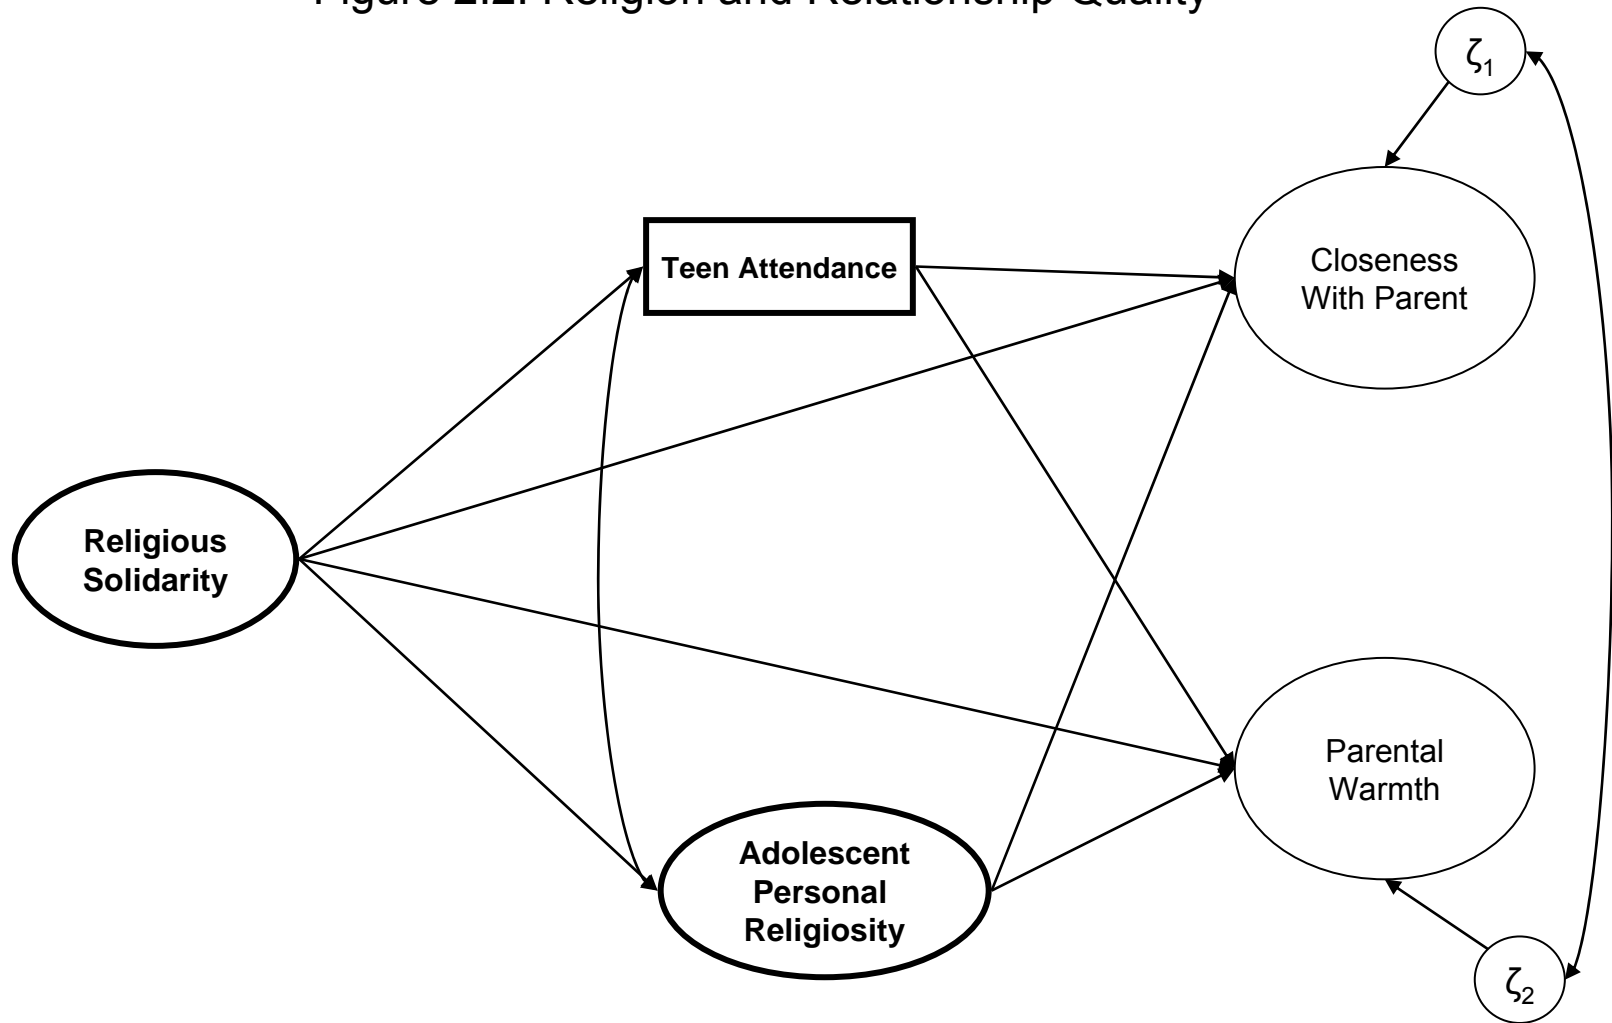 Figure 2.2. Religion and Relationship Quality
ζ1
Teen Attendance
Closeness
With Parent
Religious
Solidarity
Parental
Warmth
Adolescent
Personal
Religiosity
ζ2